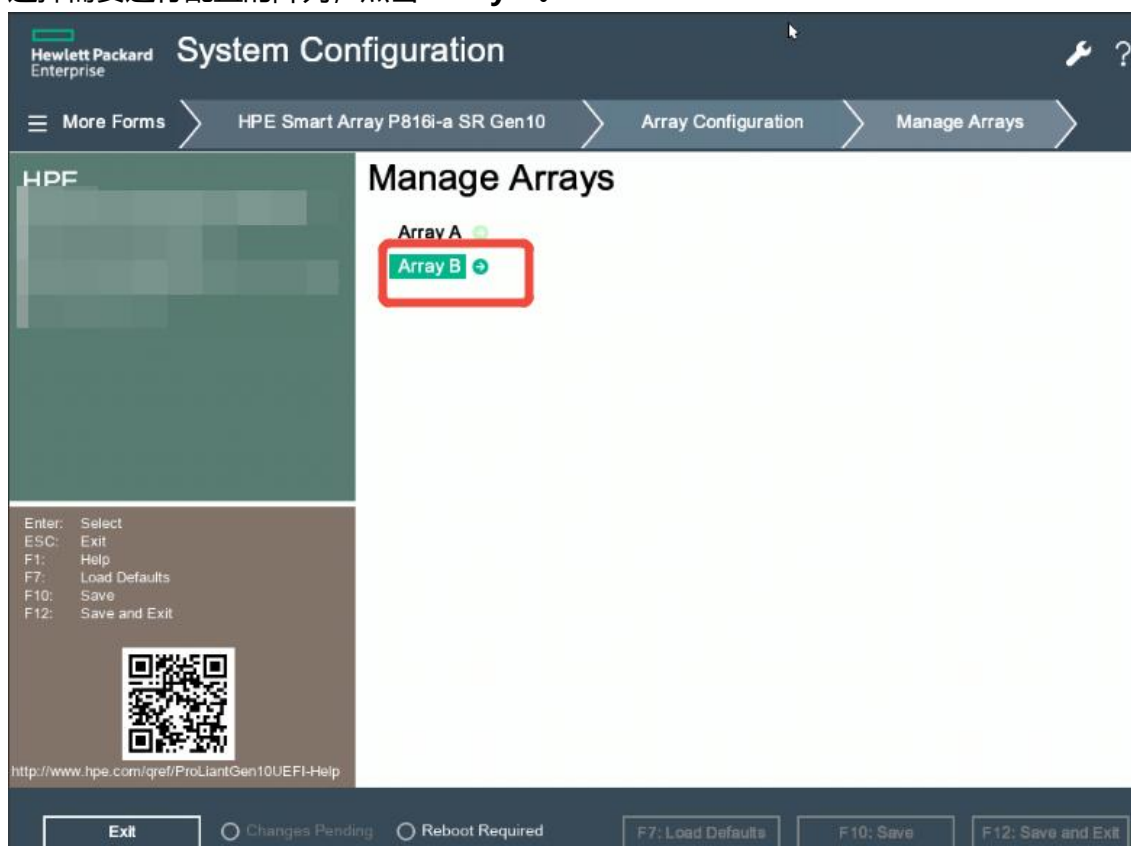 Hewlett Packard
Enterprise
System Configuration
?
More Forms
HPE Smart Array P816i-a SR Gen10
Array Configuration
Manage Arrays
HPE
Manage Arrays
Array A
Array B
Enter: Select
ESC: Exit
F1: Help
F7: Load Defaults
F10: Save
F12: Save and Exit
http://www.hpe.com/qref/ProLiantGen10UEFI-Help
Exit
Changes Pending
Reboot Required
F7: Load Defaults
F10: Save
F12: Save and Exit